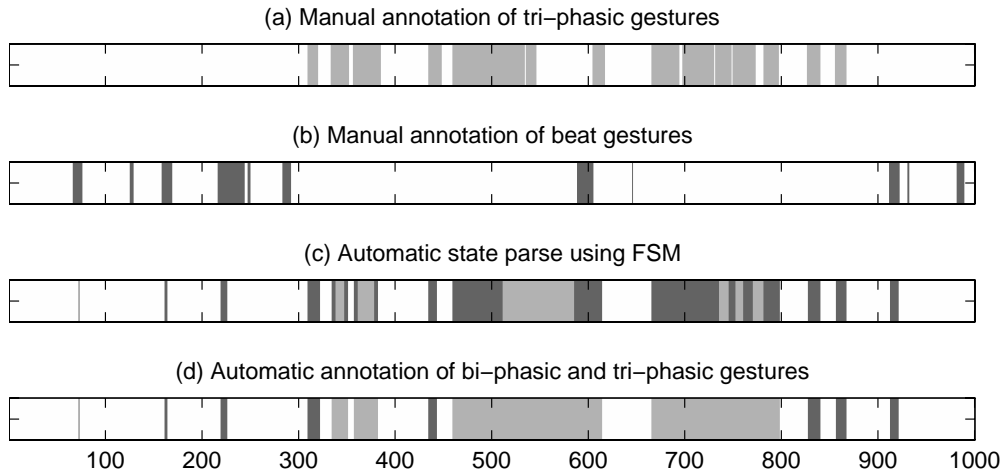 (a) Manual annotation of tri−phasic gestures
(b) Manual annotation of beat gestures
(c) Automatic state parse using FSM
(d) Automatic annotation of bi−phasic and tri−phasic gestures
100 200 300 400 500 600 700 800 900 1000